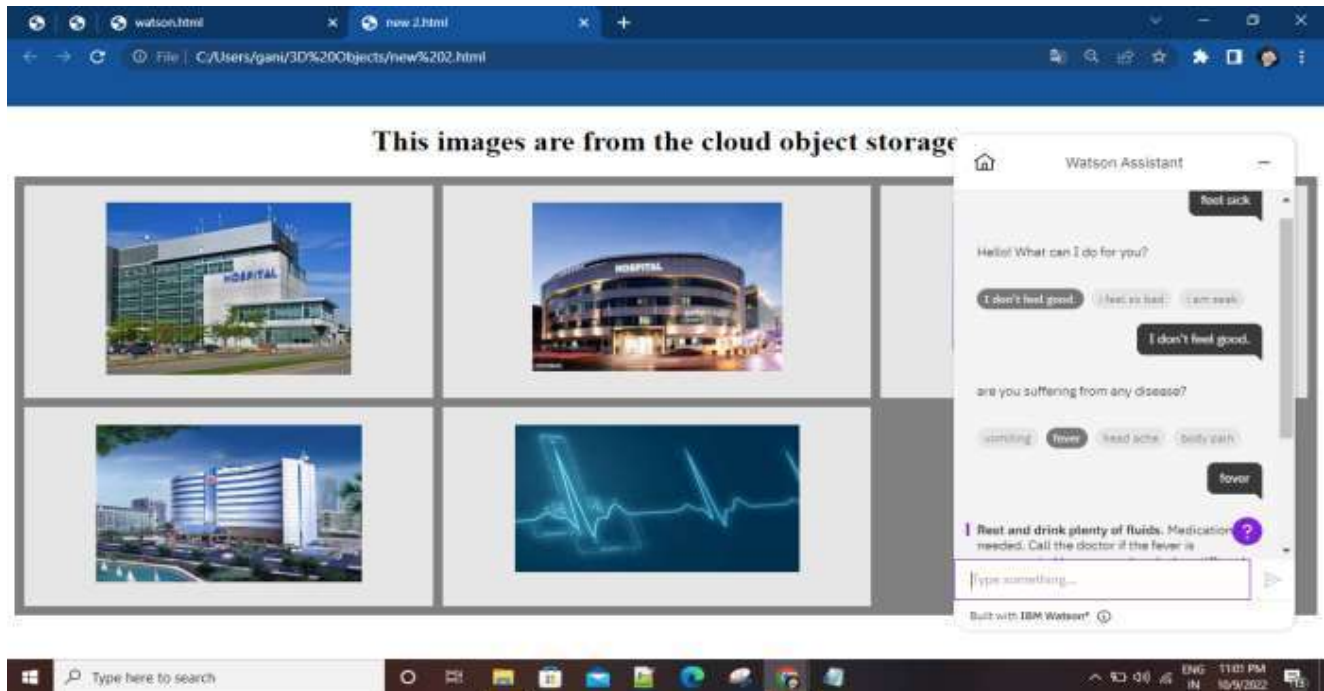 watson.html
new 2.html
File | C:/Users/gani/3D%20Objects/new%202.html
This images are from the cloud object storage
HOSPITAL
HOSPITAL
Watson Assistant
feel sick
Hello! What can I do for you?
I don't feel good.
I feel so bad
I don't feel good.
are you suffering from any disease?
vomiting
fever
head ache
body pain
Rest and drink plenty of fluids. Medication
needed. Call the doctor if the fever is
Type something...
Built with IBM Watson®
Type here to search
ENG
IN
11:01 PM
10/9/2022